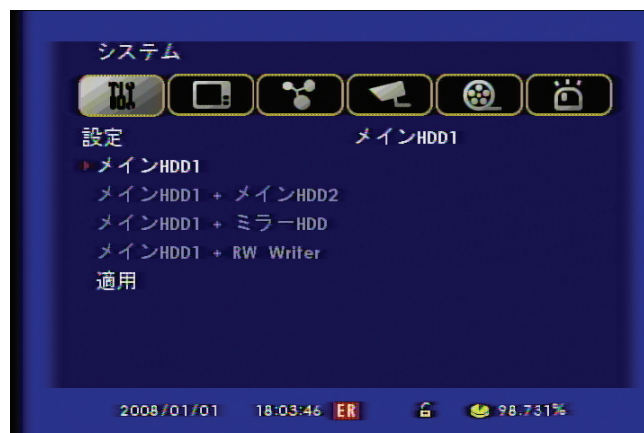 システム
設定 メインHDD1
メインHDD1
メインHDD1 + メインHDD2
メインHDD1 + ミラーHDD
メインHDD1 + RW Writer
適用
2008/01/01 18:03:46 ER 98.731%